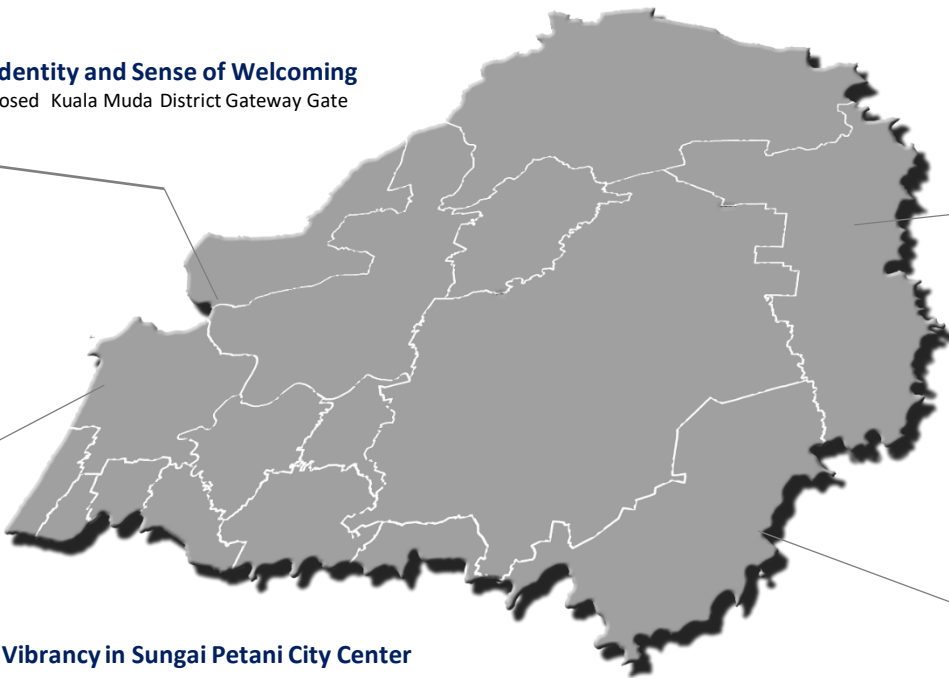 dentity and Sense of Welcoming
osed Kuala Muda District Gateway Gate
Vibrancy in Sungai Petani City Center